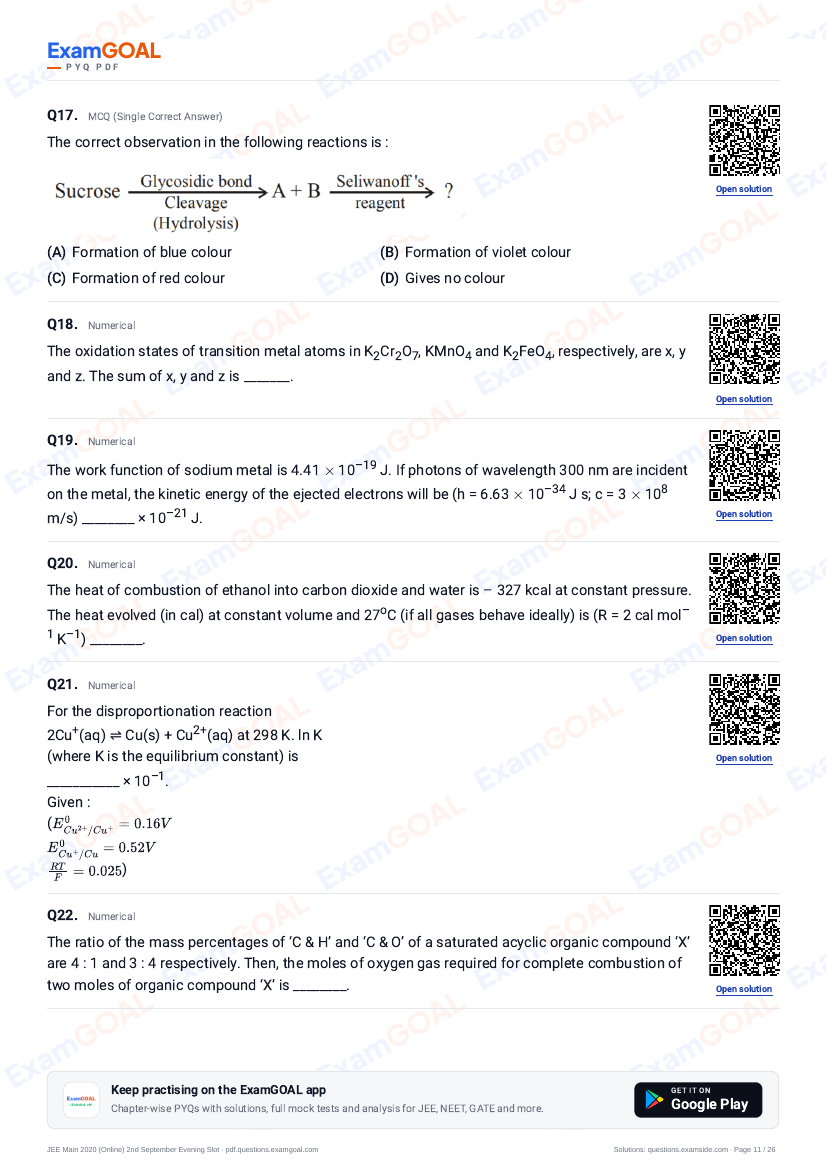 ExamGOAL
PYQ PDF
Q17. MCQ (Single Correct Answer)
The correct observation in the following reactions is :
Sucrose Glycosidic bond Cleavage (Hydrolysis) A + B Seliwanoff 's reagent ?
(A) Formation of blue colour (B) Formation of violet colour
(C) Formation of red colour (D) Gives no colour
Open solution
Q18. Numerical
The oxidation states of transition metal atoms in K₂Cr₂O₇, KMnO₄ and K₂FeO₄, respectively, are x, y
and z. The sum of x, y and z is _______.
Open solution
Q19. Numerical
The work function of sodium metal is 4.41 × 10⁻¹⁹ J. If photons of wavelength 300 nm are incident
on the metal, the kinetic energy of the ejected electrons will be (h = 6.63 × 10⁻³⁴ J s; c = 3 × 10⁸
m/s) ________ × 10⁻²¹ J.
Open solution
Q20. Numerical
The heat of combustion of ethanol into carbon dioxide and water is – 327 kcal at constant pressure.
The heat evolved (in cal) at constant volume and 27⁰C (if all gases behave ideally) is (R = 2 cal mol⁻
¹ K⁻¹) ________.
Open solution
Q21. Numerical
For the disproportionation reaction
2Cu⁺(aq) ⇌ Cu(s) + Cu²⁺(aq) at 298 K. ln K
(where K is the equilibrium constant) is
___________ × 10⁻¹.
Given :
(E⁰_{Cu²⁺/Cu⁺} = 0.16V
E⁰_{Cu⁺/Cu} = 0.52V
RT/F = 0.025)
Open solution
Q22. Numerical
The ratio of the mass percentages of ‘C & H’ and ‘C & O’ of a saturated acyclic organic compound ‘X’
are 4 : 1 and 3 : 4 respectively. Then, the moles of oxygen gas required for complete combustion of
two moles of organic compound ‘X’ is ________.
Open solution
ExamGOAL
Keep practising on the ExamGOAL app
Chapter-wise PYQs with solutions, full mock tests and analysis for JEE, NEET, GATE and more.
GET IT ON
Google Play
JEE Main 2020 (Online) 2nd September Evening Slot · pdf.questions.examgoal.com
Solutions: questions.examside.com · Page 11 / 26